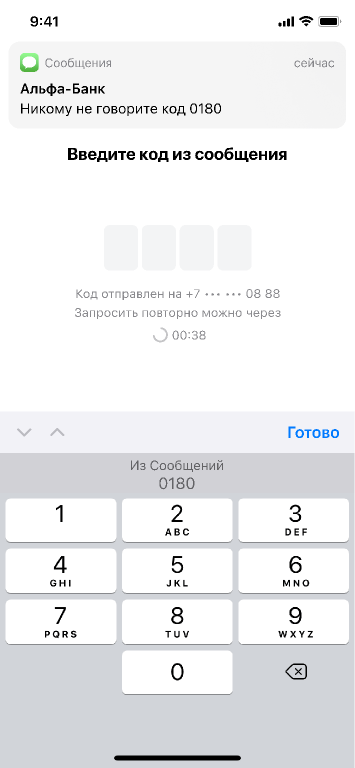 9:41
Сообщения сейчас
Альфа-Банк
Никому не говорите код 0180
Введите код из сообщения
Код отправлен на +7 ••• ••• 08 88
Запросить повторно можно через
00:38
Готово
Из Сообщений
0180
1 2 3
ABC DEF
4 5 6
GHI JKL MNO
7 8 9
PQRS TUV WXYZ
0